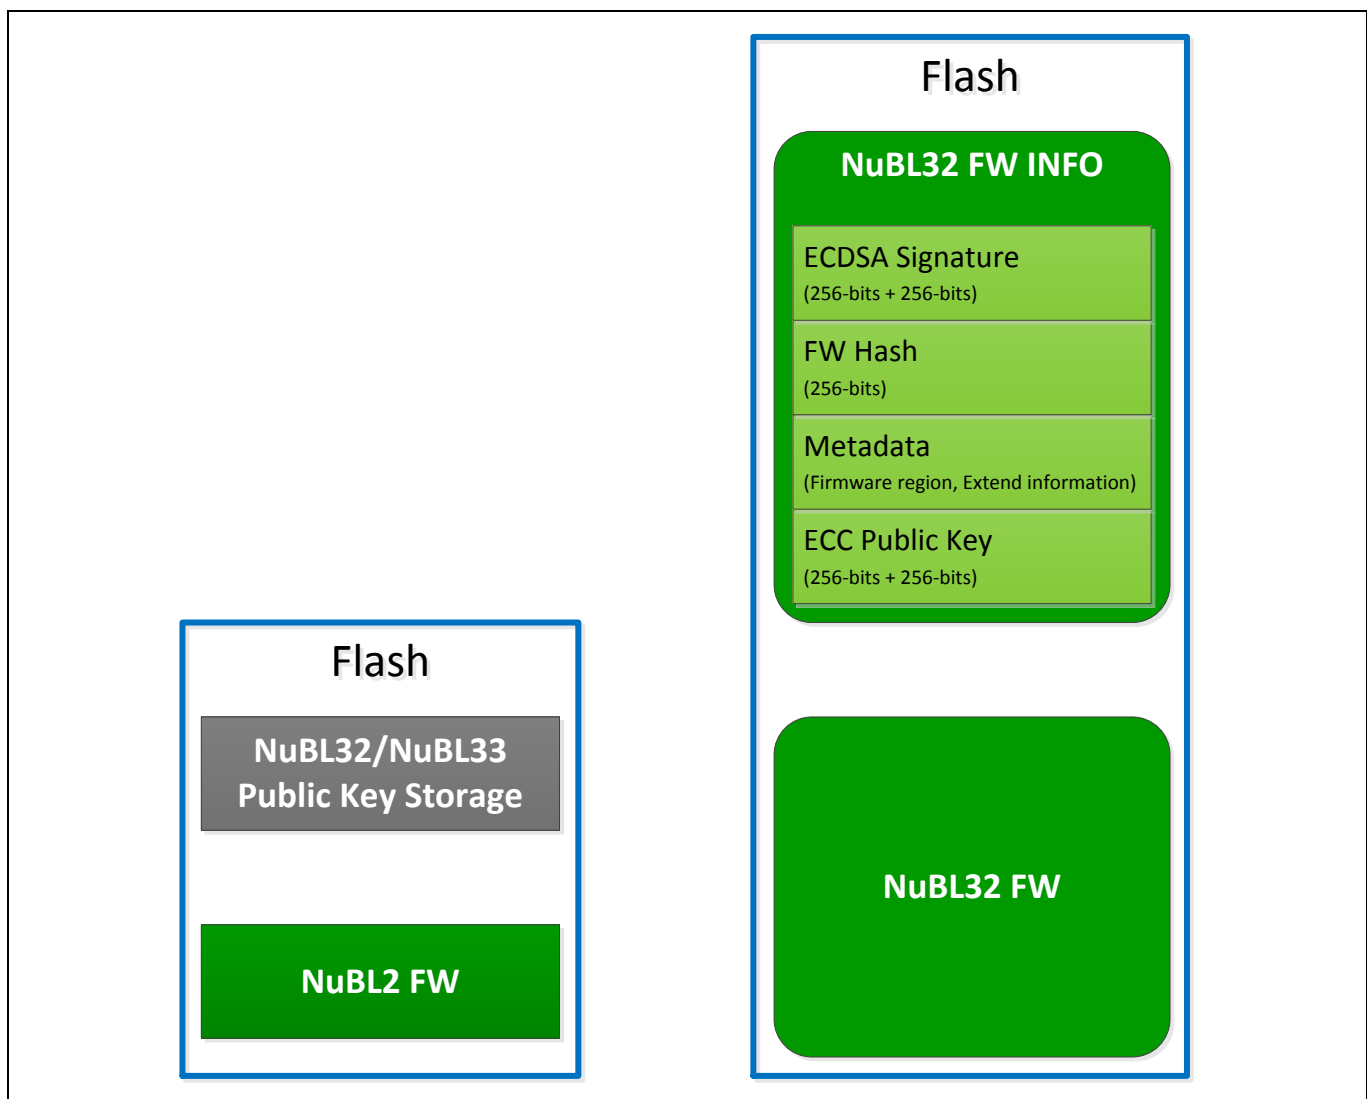 Flash
NuBL32 FW INFO
ECDSA Signature
(256-bits + 256-bits)
FW Hash
(256-bits)
Metadata
(Firmware region, Extend information)
ECC Public Key
(256-bits + 256-bits)
NuBL32 FW
Flash
NuBL32/NuBL33
Public Key Storage
NuBL2 FW